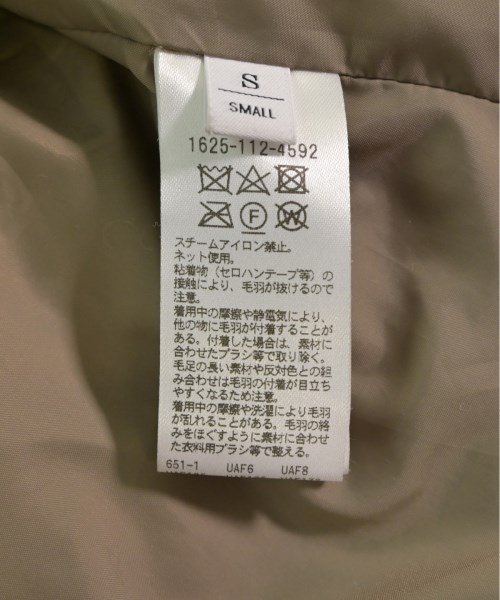 S
SMALL
1625-112-4592
F
W
スチームアイロン禁止。
ネット使用。
粘着物（セロハンテープ等）の
接触により、毛羽が抜けるので
注意。
着用中の摩擦や静電気により、
他の物に毛羽が付着することが
ある。付着した場合は、素材に
合わせたブラシ等で取り除く。
毛足の長い素材や反対色との組
み合わせは毛羽の付着が目立ち
やすくなるため注意。
着用中の摩擦や洗濯により毛羽
が乱れることがある。毛羽の絡
みをほぐすように素材に合わせ
た衣料用ブラシ等で整える。
651-1 UAF6 UAF8